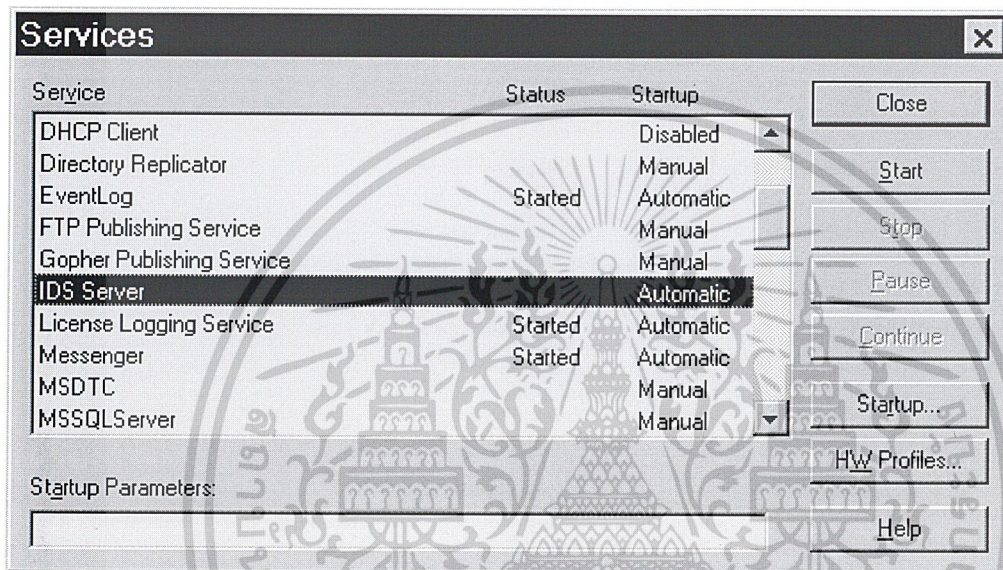 Services
Service Status Startup
DHCP Client Disabled
Directory Replicator Manual
EventLog Started Automatic
FTP Publishing Service Manual
Gopher Publishing Service Manual
IDS Server Automatic
License Logging Service Started Automatic
Messenger Started Automatic
MSDTC Manual
MSSQLServer Manual
Startup Parameters:
Close
Start
Stop
Pause
Continue
Startup...
HW Profiles...
Help